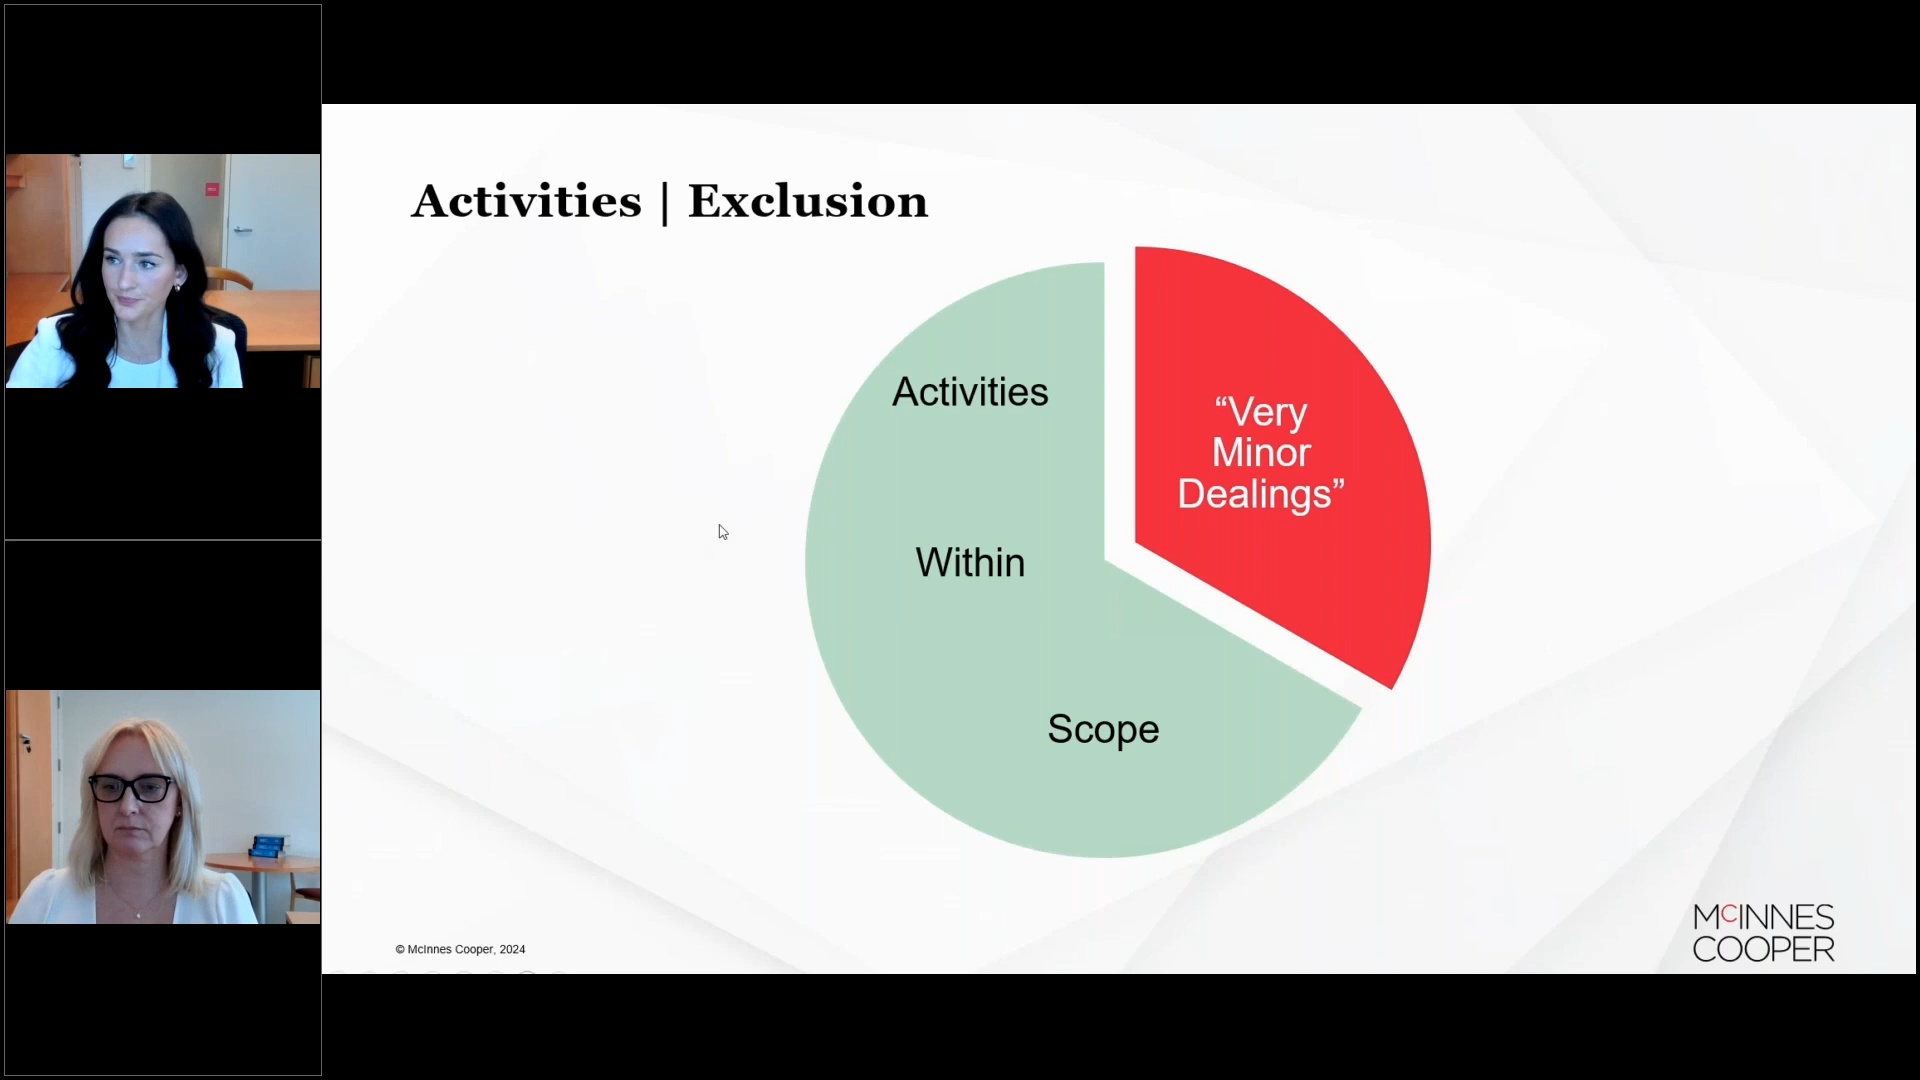 Activities | Exclusion
Activities
Within
Scope
“Very
Minor
Dealings”
© McInnes Cooper, 2024
MCINNES
COOPER